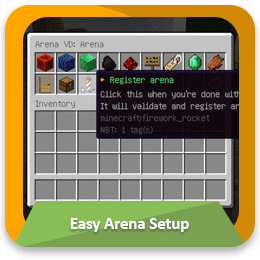 Arena VD: Arena
► Register arena
Click this when you're done wit
It will validate and register ar
minecraft:firework_rocket
NBT: 1 tag(s)
Inventory
Easy Arena Setup